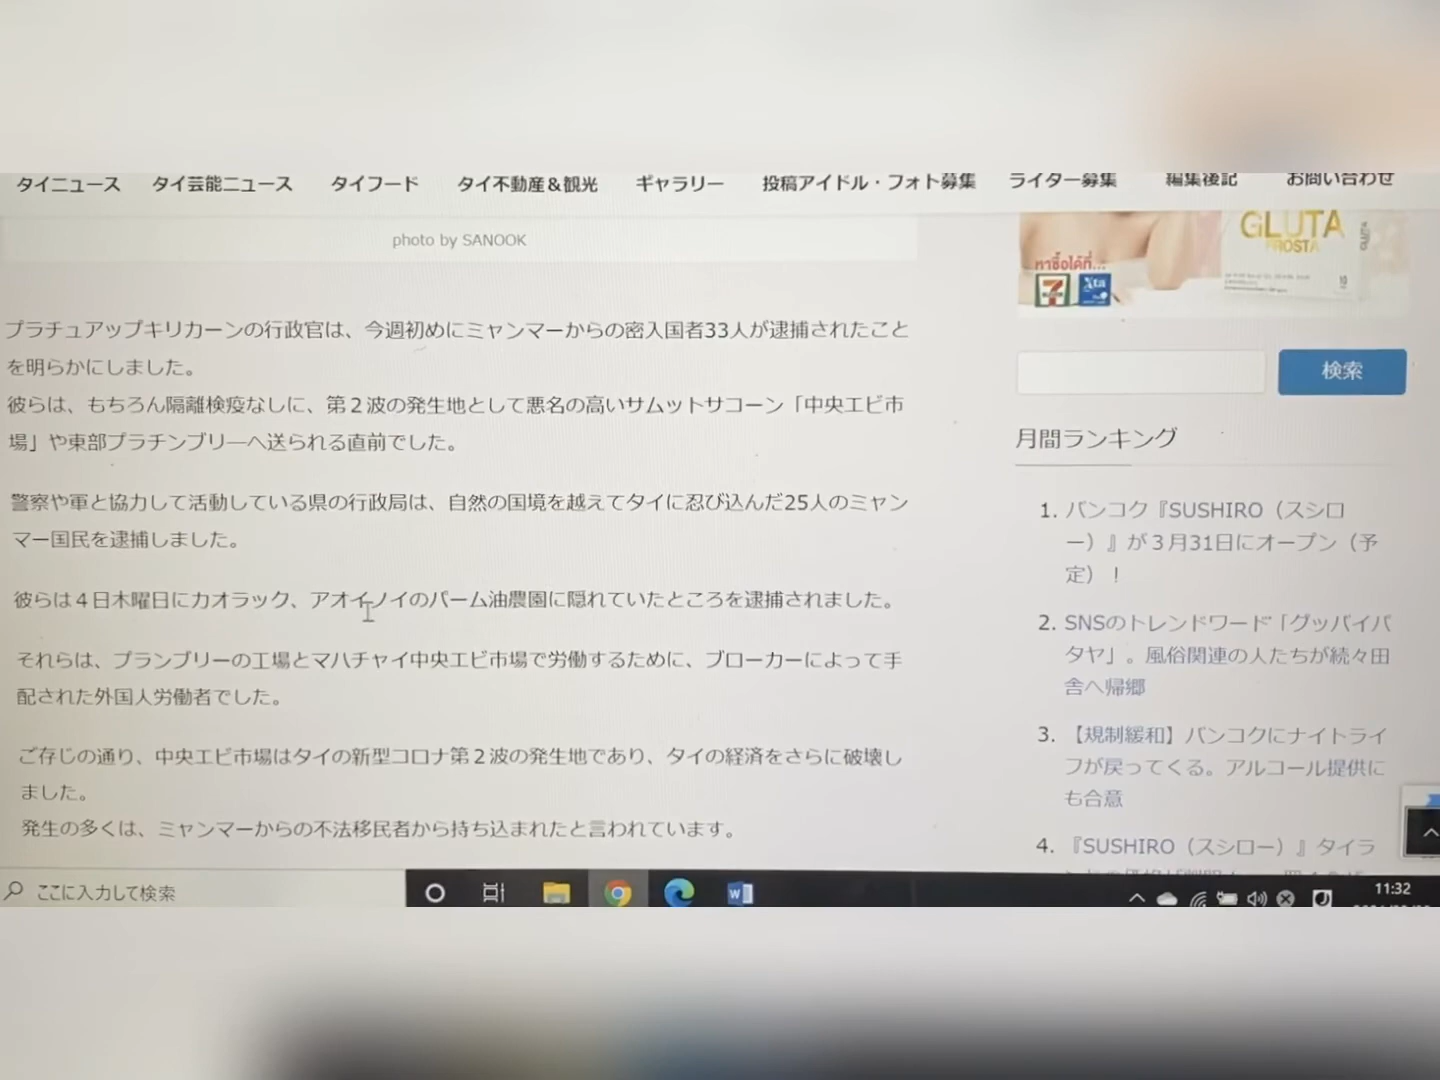 タイニュース タイ芸能ニュース タイフード タイ不動産＆観光 ギャラリー 投稿アイドル・フォト募集 ライター募集 編集後記 お問い合わせ
photo by SANOOK
プラチュアップキリカーンの行政官は、今週初めにミャンマーからの密入国者33人が逮捕されたこと
を明らかにしました。
彼らは、もちろん隔離検疫なしに、第２波の発生地として悪名の高いサムットサコーン「中央エビ市
場」や東部プラチンブリーへ送られる直前でした。
警察や軍と協力して活動している県の行政局は、自然の国境を越えてタイに忍び込んだ25人のミャン
マー国民を逮捕しました。
彼らは４日木曜日にカオラック、アオイノイのパーム油農園に隠れていたところを逮捕されました。
それらは、プランブリーの工場とマハチャイ中央エビ市場で労働するために、ブローカーによって手
配された外国人労働者でした。
ご存じの通り、中央エビ市場はタイの新型コロナ第２波の発生地であり、タイの経済をさらに破壊し
ました。
発生の多くは、ミャンマーからの不法移民者から持ち込まれたと言われています。
GLUTA
FROSTA
หาซื้อได้ที่...
7
Xta
検索
月間ランキング
1. バンコク『SUSHIRO（スシロ
ー）』が３月31日にオープン（予
定）！
2. SNSのトレンドワード「グッバイパ
タヤ」。風俗関連の人たちが続々田
舎へ帰郷
3. 【規制緩和】バンコクにナイトライ
フが戻ってくる。アルコール提供に
も合意
4. 『SUSHIRO（スシロー）』タイラ
ここに入力して検索
11:32